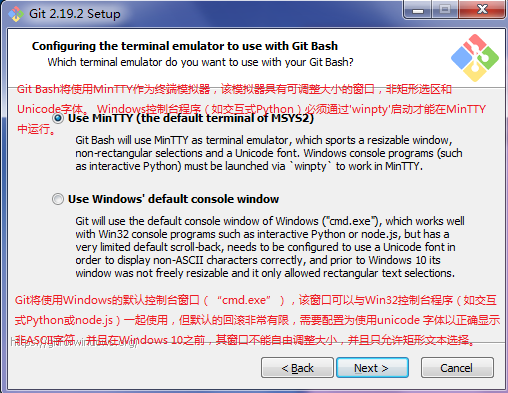 Git 2.19.2 Setup
Configuring the terminal emulator to use with Git Bash
Which terminal emulator do you want to use with your Git Bash?
Git Bash将使用MinTTY作为终端模拟器，该模拟器具有可调整大小的窗口，非矩形选区和
Unicode字体。 Windows控制台程序（如交互式Python）必须通过'winpty'启动才能在MinTTY
中运行。
Use MinTTY (the default terminal of MSYS2)
Git Bash will use MinTTY as terminal emulator, which sports a resizable window,
non-rectangular selections and a Unicode font. Windows console programs (such
as interactive Python) must be launched via `winpty` to work in MinTTY.
Use Windows' default console window
Git will use the default console window of Windows ("cmd.exe"), which works well
with Win32 console programs such as interactive Python or node.js, but has a
very limited default scroll-back, needs to be configured to use a Unicode font in
order to display non-ASCII characters correctly, and prior to Windows 10 its
window was not freely resizable and it only allowed rectangular text selections.
Git将使用Windows的默认控制台窗口（ “cmd.exe” ），该窗口可以与Win32控制台程序（如交互
式Python或node.js）一起使用，但默认的回滚非常有限，需要配置为使用unicode 字体以正确显示
非ASCII字符，并且在Windows 10之前，其窗口不能自由调整大小，并且只允许矩形文本选择。
< Back
Next >
Cancel